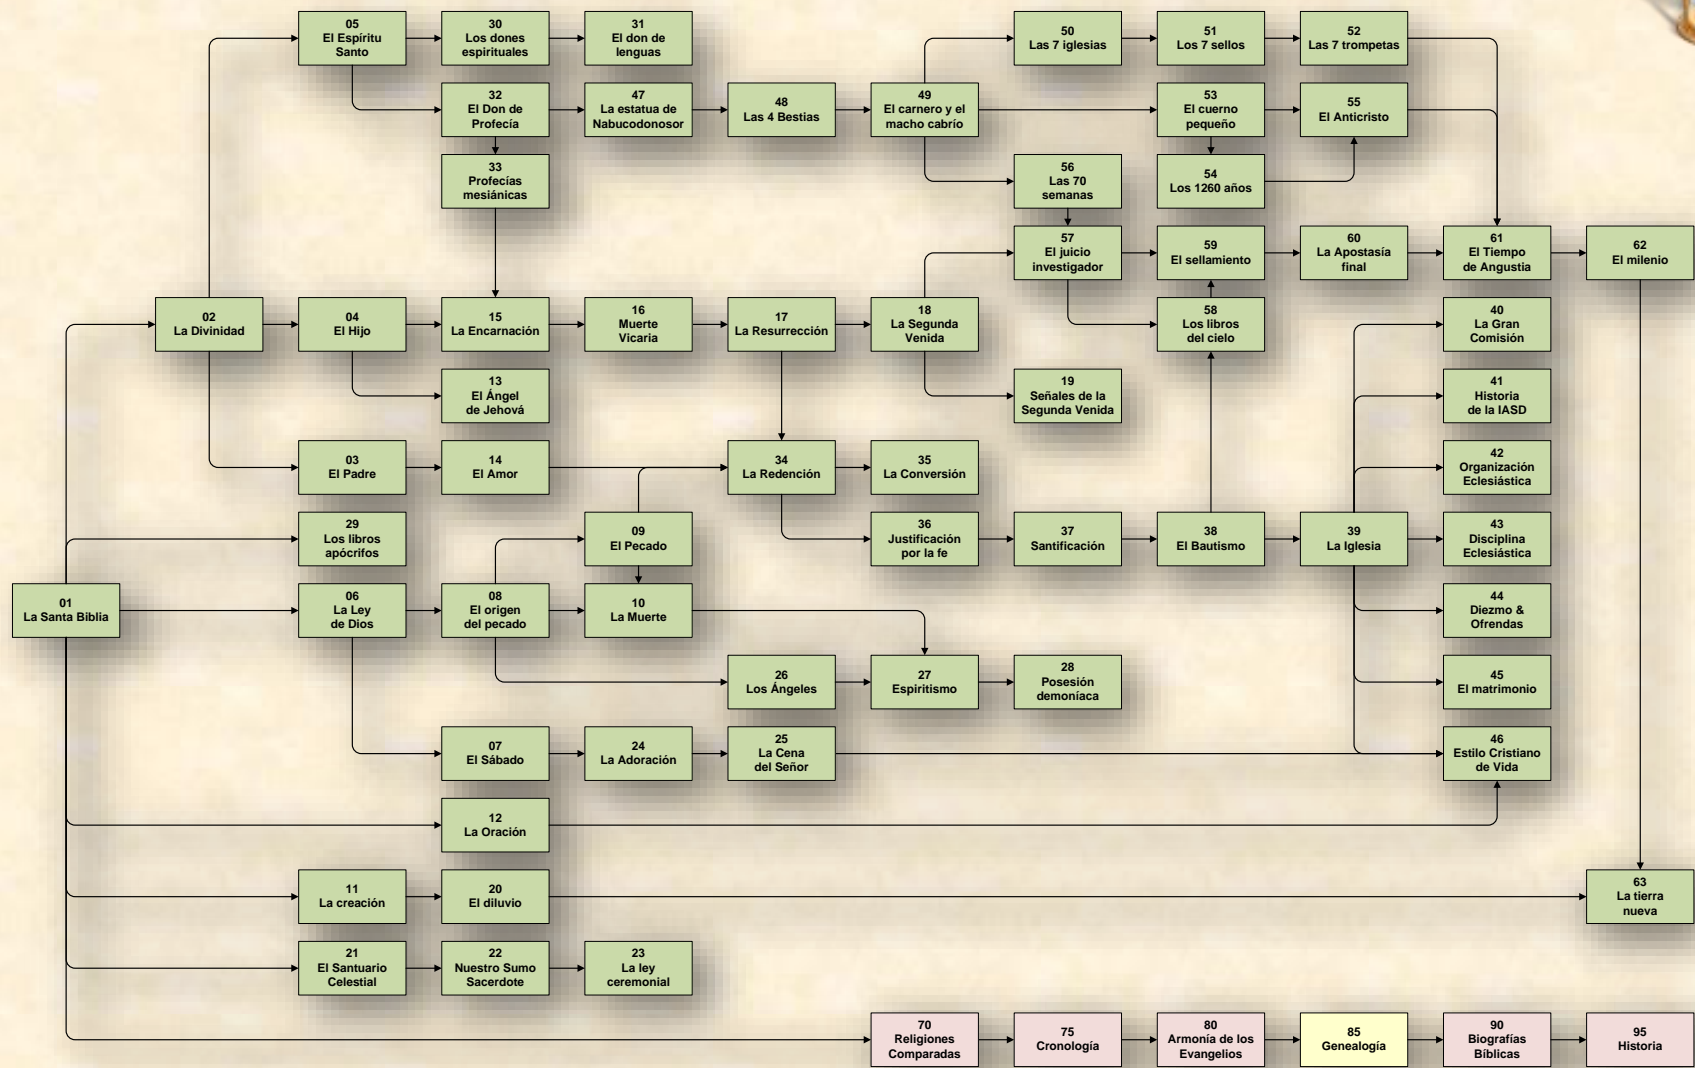 05
El Espíritu
Santo
30
Los dones
espirituales
31
El don de
lenguas
50
Las 7 iglesias
51
Los 7 sellos
52
Las 7 trompetas
32
El Don de
Profecía
47
La estatua de
Nabucodonosor
48
Las 4 Bestias
49
El carnero y el
macho cabrío
53
El cuerno
pequeño
55
El Anticristo
33
Profecías
mesiánicas
56
Las 70
semanas
54
Los 1260 años
57
El juicio
investigador
59
El sellamiento
60
La Apostasía
final
61
El Tiempo
de Angustia
62
El milenio
02
La Divinidad
04
El Hijo
15
La Encarnación
16
Muerte
Vicaria
17
La Resurrección
18
La Segunda
Venida
58
Los libros
del cielo
40
La Gran
Comisión
13
El Ángel
de Jehová
19
Señales de la
Segunda Venida
41
Historia
de la IASD
03
El Padre
14
El Amor
34
La Redención
35
La Conversión
42
Organización
Eclesiástica
29
Los libros
apócrifos
09
El Pecado
36
Justificación
por la fe
37
Santificación
38
El Bautismo
39
La Iglesia
43
Disciplina
Eclesiástica
01
La Santa Biblia
06
La Ley
de Dios
08
El origen
del pecado
10
La Muerte
44
Diezmo &
Ofrendas
26
Los Ángeles
27
Espiritismo
28
Posesión
demoníaca
45
El matrimonio
07
El Sábado
24
La Adoración
25
La Cena
del Señor
46
Estilo Cristiano
de Vida
12
La Oración
11
La creación
20
El diluvio
63
La tierra
nueva
21
El Santuario
Celestial
22
Nuestro Sumo
Sacerdote
23
La ley
ceremonial
70
Religiones
Comparadas
75
Cronología
80
Armonía de los
Evangelios
85
Genealogía
90
Biografías
Bíblicas
95
Historia